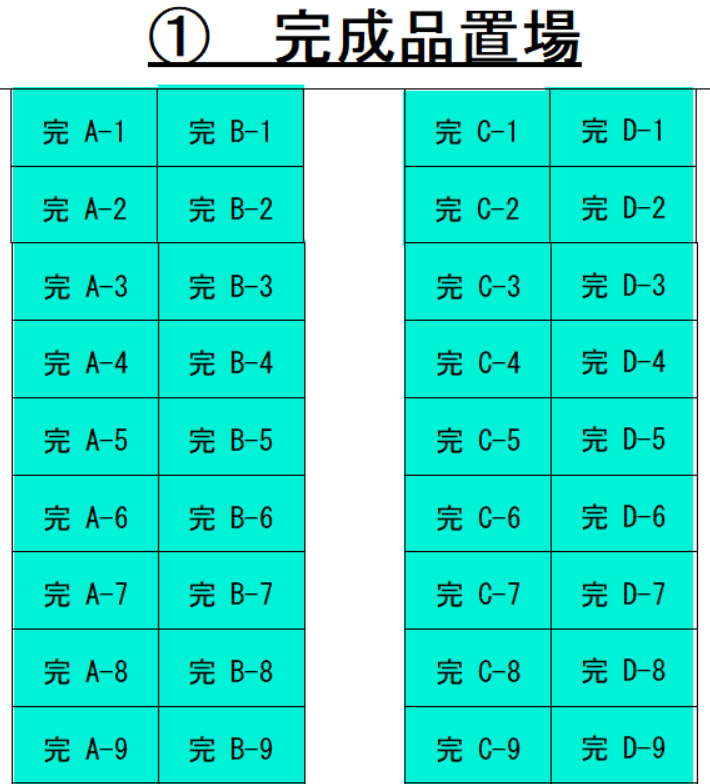 ① 完成品置場
完 A-1 完 B-1 完 C-1 完 D-1
完 A-2 完 B-2 完 C-2 完 D-2
完 A-3 完 B-3 完 C-3 完 D-3
完 A-4 完 B-4 完 C-4 完 D-4
完 A-5 完 B-5 完 C-5 完 D-5
完 A-6 完 B-6 完 C-6 完 D-6
完 A-7 完 B-7 完 C-7 完 D-7
完 A-8 完 B-8 完 C-8 完 D-8
完 A-9 完 B-9 完 C-9 完 D-9